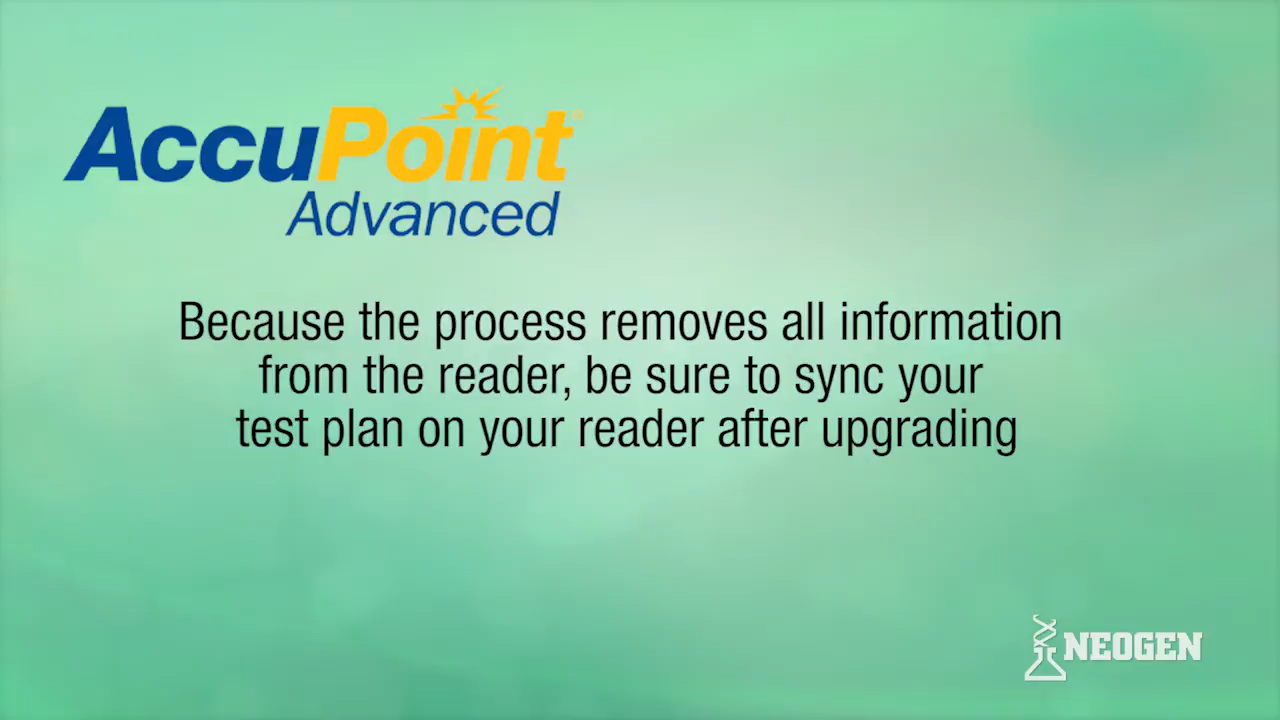 AccuPoint®
Advanced
Because the process removes all information
from the reader, be sure to sync your
test plan on your reader after upgrading
NEOGEN